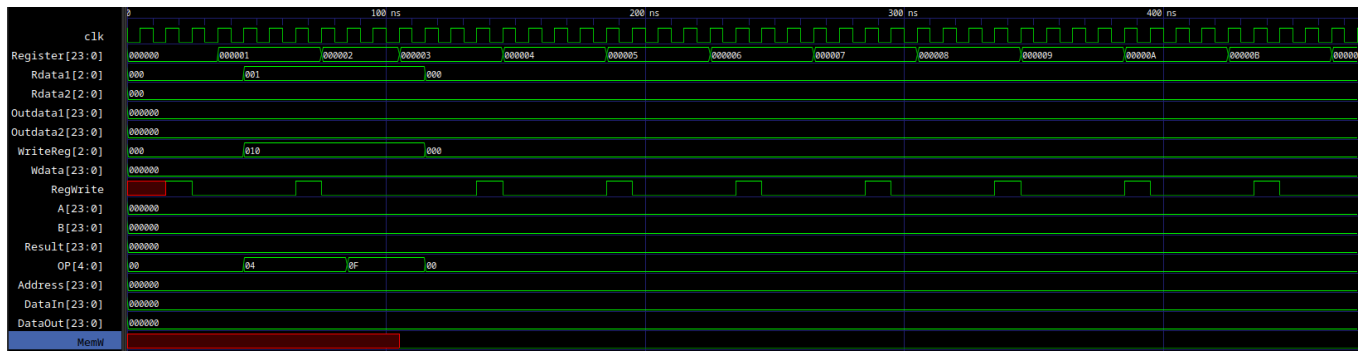 0 100 ns 200 ns 300 ns 400 ns
clk
Register[23:0] 000000 000001 000002 000003 000004 000005 000006 000007 000008 000009 00000A 00000B 00000
Rdata1[2:0] 000 001 000
Rdata2[2:0] 000
Outdata1[23:0] 000000
Outdata2[23:0] 000000
WriteReg[2:0] 000 010 000
Wdata[23:0] 000000
RegWrite
A[23:0] 000000
B[23:0] 000000
Result[23:0] 000000
OP[4:0] 00 04 0F 00
Address[23:0] 000000
DataIn[23:0] 000000
DataOut[23:0] 000000
MemW